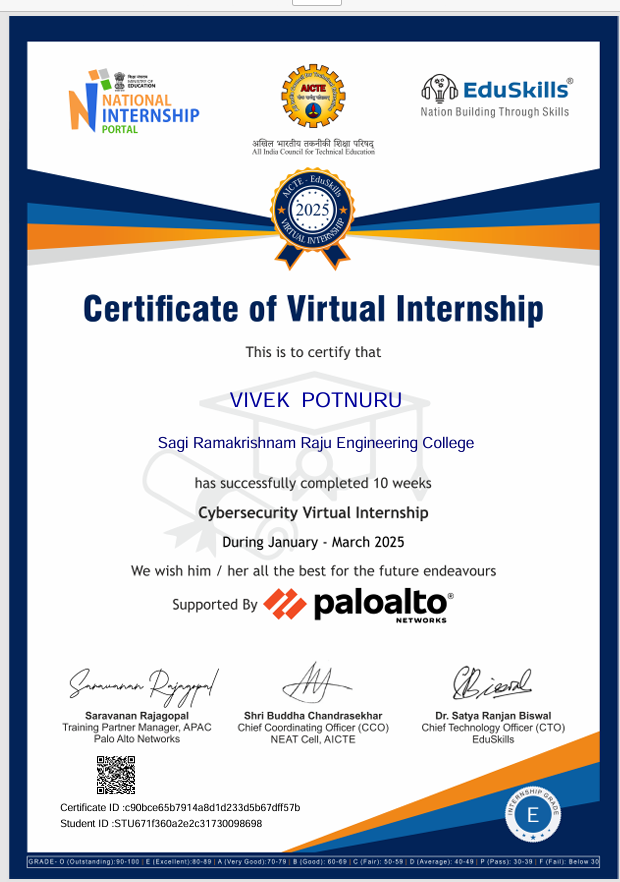 शिक्षा मंत्रालय
MINISTRY OF
EDUCATION
NATIONAL
INTERNSHIP
PORTAL
AICTE
अखिल भारतीय तकनीकी शिक्षा परिषद्
All India Council for Technical Education
EduSkills®
Nation Building Through Skills
AICTE - EduSkills
2025
VIRTUAL INTERNSHIP
Certificate of Virtual Internship
This is to certify that
VIVEK POTNURU
Sagi Ramakrishnam Raju Engineering College
has successfully completed 10 weeks
Cybersecurity Virtual Internship
During January - March 2025
We wish him / her all the best for the future endeavours
Supported By paloalto®
NETWORKS
Saravanan Rajagopal
Saravanan Rajagopal Shri Buddha Chandrasekhar Dr. Satya Ranjan Biswal
Training Partner Manager, APAC Chief Coordinating Officer (CCO) Chief Technology Officer (CTO)
Palo Alto Networks NEAT Cell, AICTE EduSkills
Certificate ID :c90bce65b7914a8d1d233d5b67dff57b
Student ID :STU671f360a2e2c31730098698
INTERNSHIP GRADE
E
GRADE- O (Outstanding):90-100 | E (Excellent):80-89 | A (Very Good):70-79 | B (Good): 60-69 | C (Fair): 50-59 | D (Average): 40-49 | P (Pass): 30-39 | F (Fail): Below 30